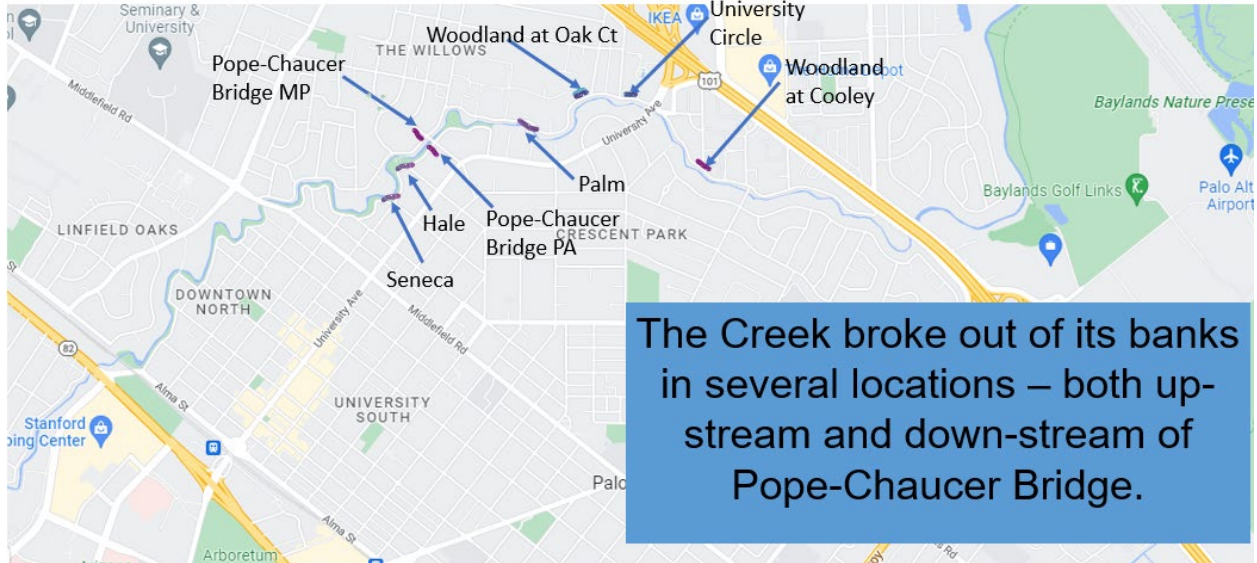 Seminary &
University
Middlefield Rd
THE WILLOWS
Woodland at Oak Ct
IKEA
University
Circle
101
Pope-Chaucer
Bridge MP
Woodland
at Cooley
Baylands Nature Prese
University Ave
Palm
Palo Alt
Airport
Baylands Golf Links
Hale
Pope-Chaucer
Bridge PA
CRESCENT PARK
LINFIELD OAKS
Seneca
DOWNTOWN
NORTH
University Ave
Middlefield Rd
82
Alma St
UNIVERSITY
SOUTH
Stanford
ping Center
Palo
Alma St
Arboretum
The Creek broke out of its banks
in several locations – both up-
stream and down-stream of
Pope-Chaucer Bridge.